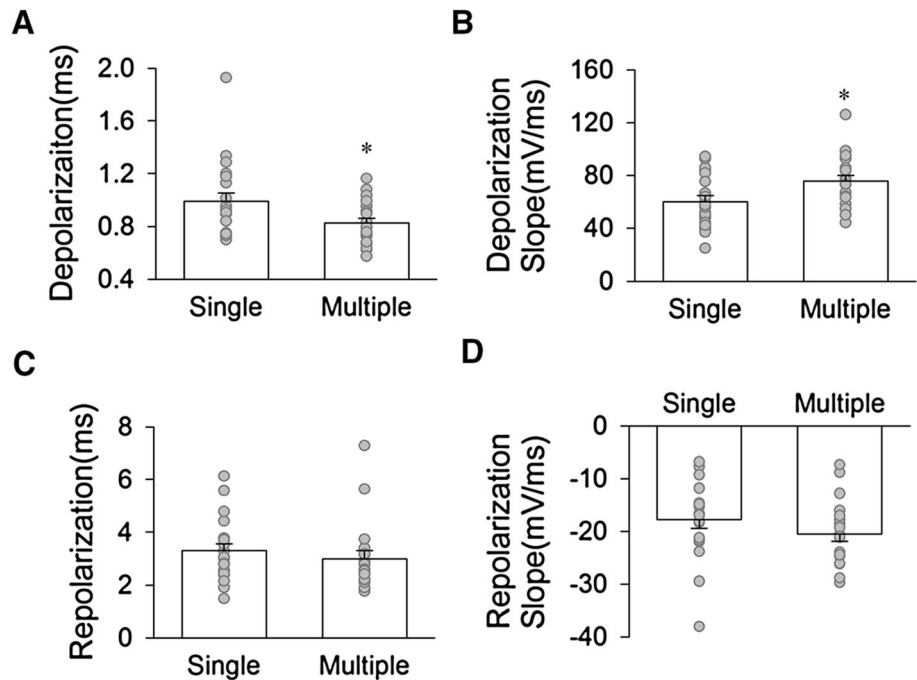 A
Depolarizaiton(ms)
2.0
1.6
1.2
0.8
0.4
*
Single Multiple
B
Depolarization
Slope(mV/ms)
160
120
80
40
0
*
Single Multiple
C
Repolarization(ms)
8
6
4
2
0
Single Multiple
D
Repolarization
Slope(mV/ms)
Single Multiple
0
-10
-20
-30
-40